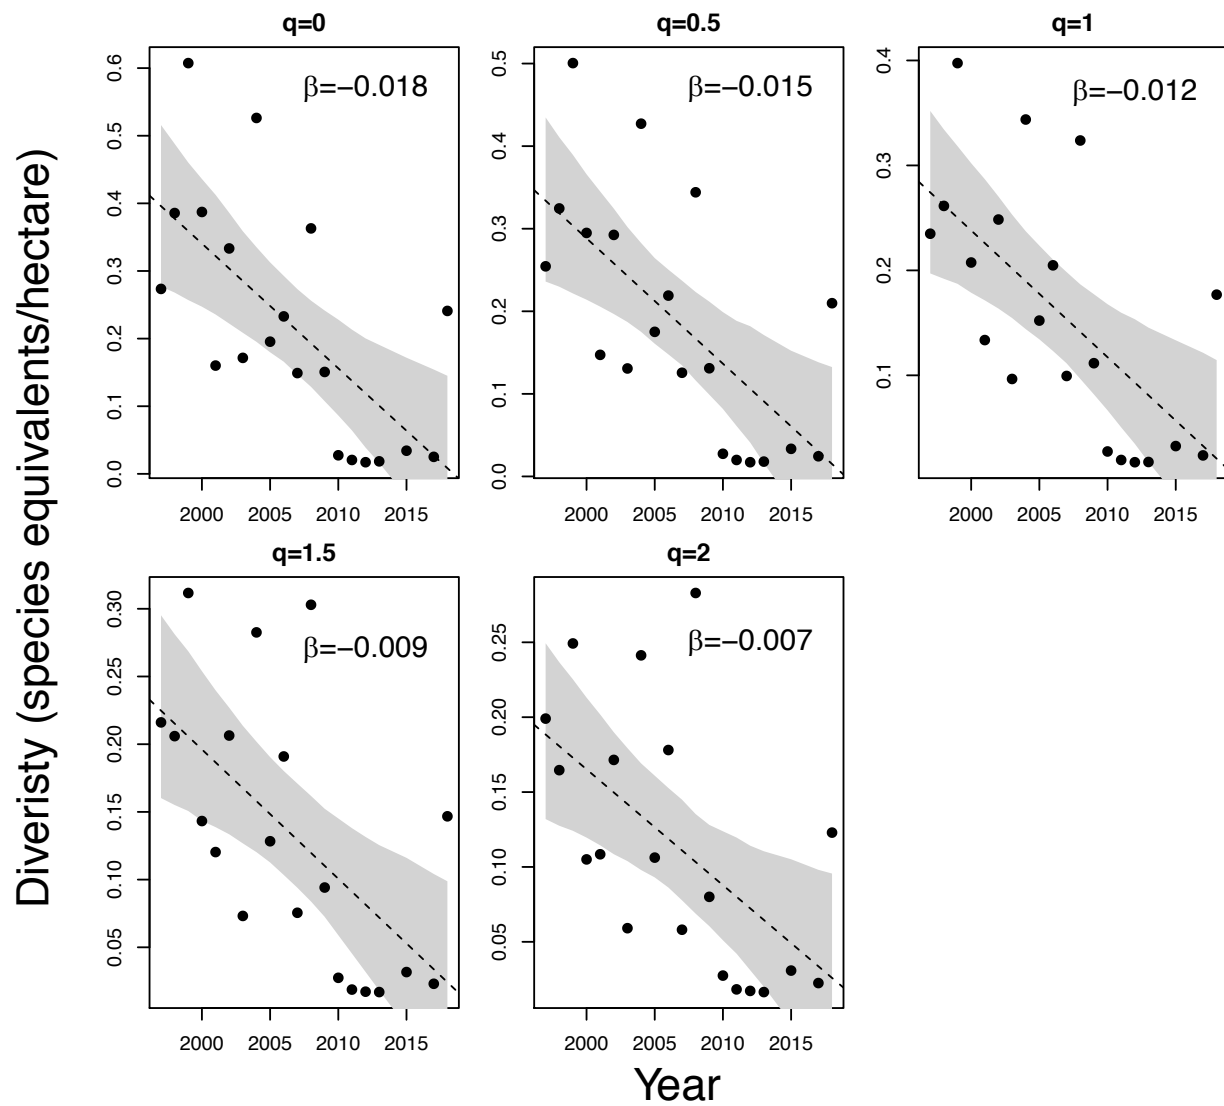 q=0
q=0.5
q=1
β=−0.018
β=−0.015
β=−0.012
0.0 0.1 0.2 0.3 0.4 0.5 0.6
0.0 0.1 0.2 0.3 0.4 0.5
0.1 0.2 0.3 0.4
2000 2005 2010 2015
2000 2005 2010 2015
2000 2005 2010 2015
Diveristy (species equivalents/hectare)
q=1.5
q=2
β=−0.009
β=−0.007
0.05 0.10 0.15 0.20 0.25 0.30
0.05 0.10 0.15 0.20 0.25
2000 2005 2010 2015
2000 2005 2010 2015
Year